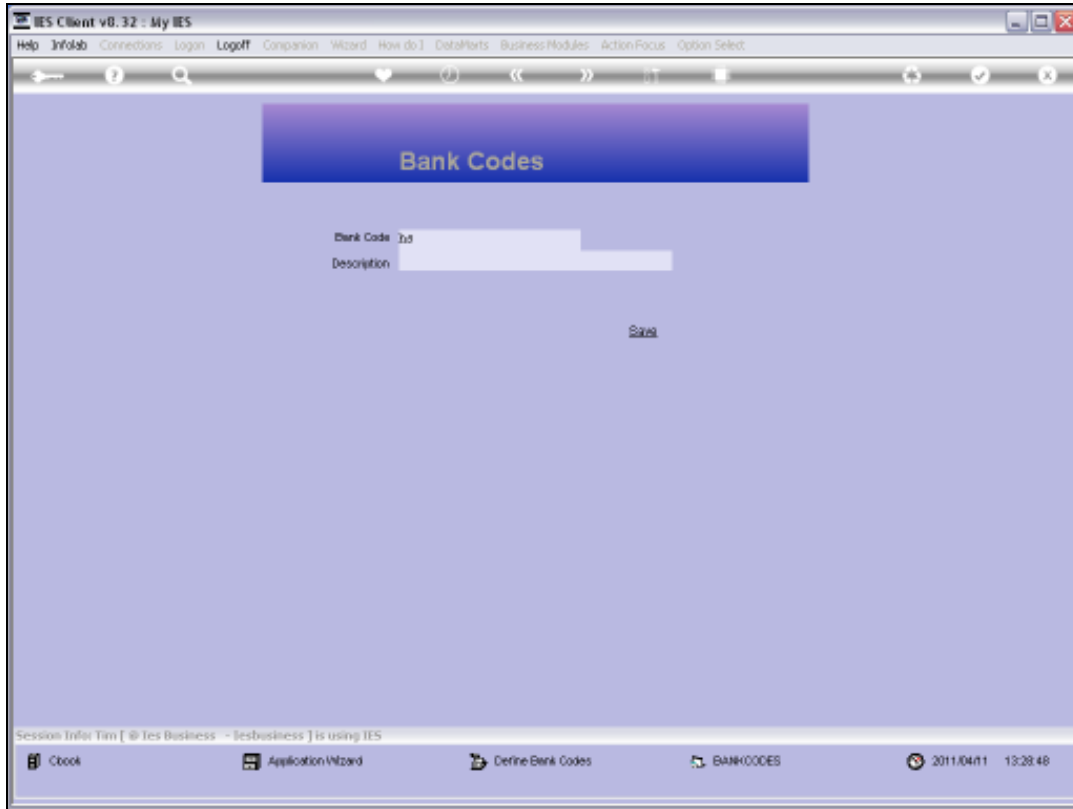 IES Client v8.32 : My IES
Help Infolab Connections Logon Logoff Companion Wizard How do I DataMarts Business Modules Action Focus Option Select
Bank Codes
Bank Code
Description
Save
Session Info: Tim [ @ Ies Business - Iesbusiness ] is using IES
Cbook Application Wizard Define Bank Codes BANKCODES 2011/04/11 13:28:48